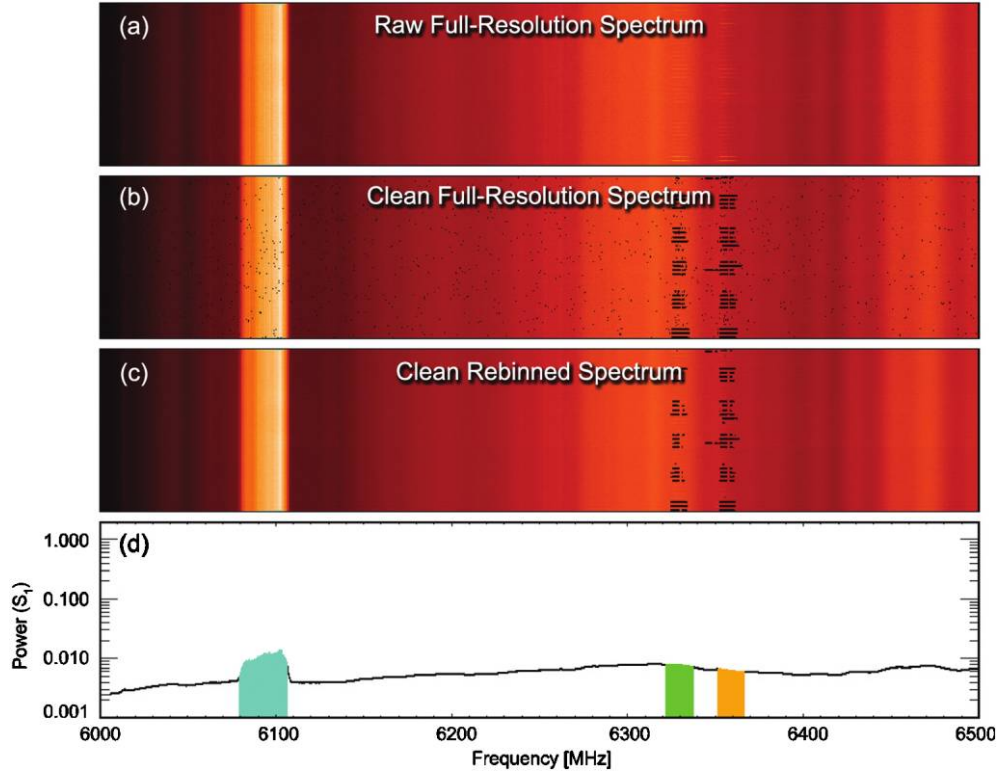 (a)
Raw Full-Resolution Spectrum
(b)
Clean Full-Resolution Spectrum
(c)
Clean Rebinned Spectrum
(d)
1.000
0.100
0.010
0.001
Power (S₁)
6000 6100 6200 6300 6400 6500
Frequency [MHz]